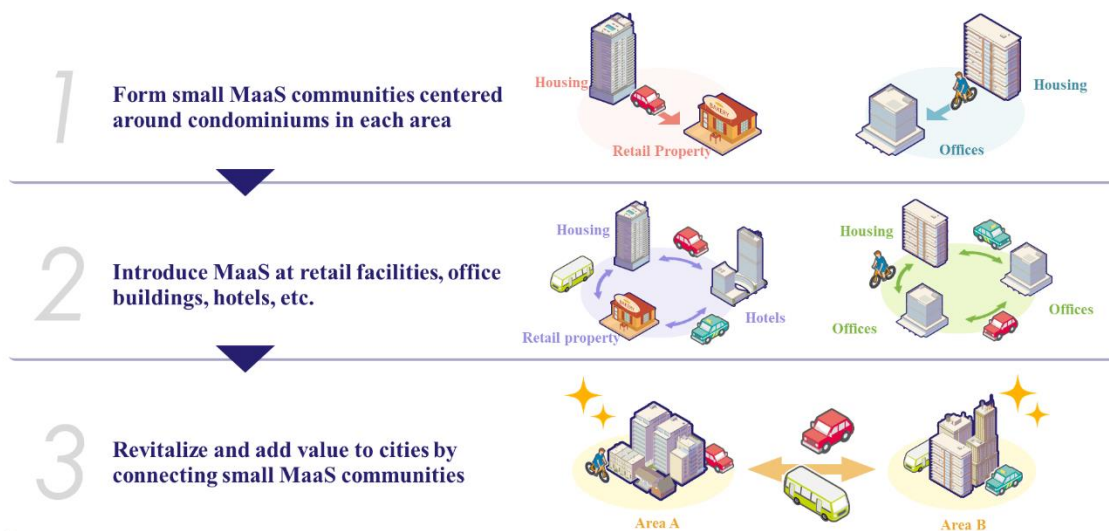 1
Form small MaaS communities centered
around condominiums in each area
Housing
BAKERY
Retail Property
Housing
Offices
2
Introduce MaaS at retail facilities, office
buildings, hotels, etc.
Housing
Hotels
Retail property
Housing
Offices
Offices
3
Revitalize and add value to cities by
connecting small MaaS communities
Area A
Area B